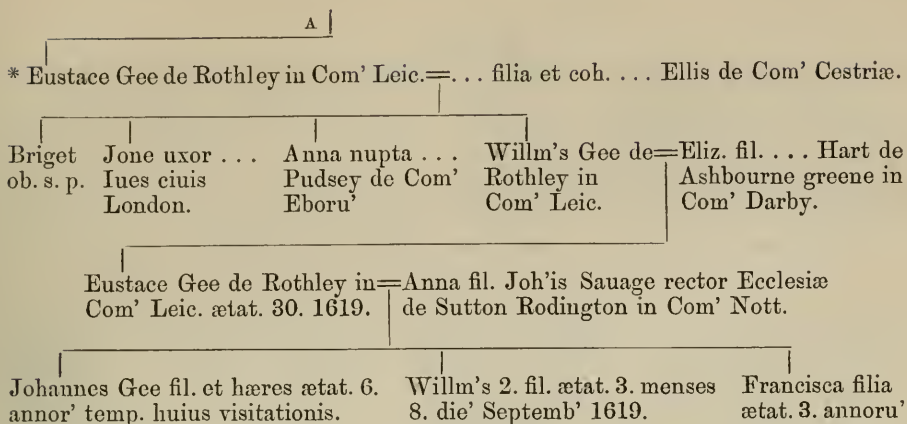 A
* Eustace Gee de Rothley in Com' Leic.=. . . filia et coh. . . . Ellis de Com' Cestriæ.
Briget
ob. s. p.
Jone uxor . . .
Iues ciuis
London.
Anna nupta . . .
Pudsey de Com'
Eboru'
Willm's Gee de=Eliz. fil. . . . Hart de
Rothley in
Com' Leic.
Ashbourne greene in
Com' Darby.
Eustace Gee de Rothley in=Anna fil. Joh'is Sauage rector Ecclesiæ
Com' Leic. ætat. 30. 1619.
de Sutton Rodington in Com' Nott.
Johannes Gee fil. et hæres ætat. 6.
annor' temp. huius visitationis.
Willm's 2. fil. ætat. 3. menses
8. die' Septemb' 1619.
Francisca filia
ætat. 3. annoru'